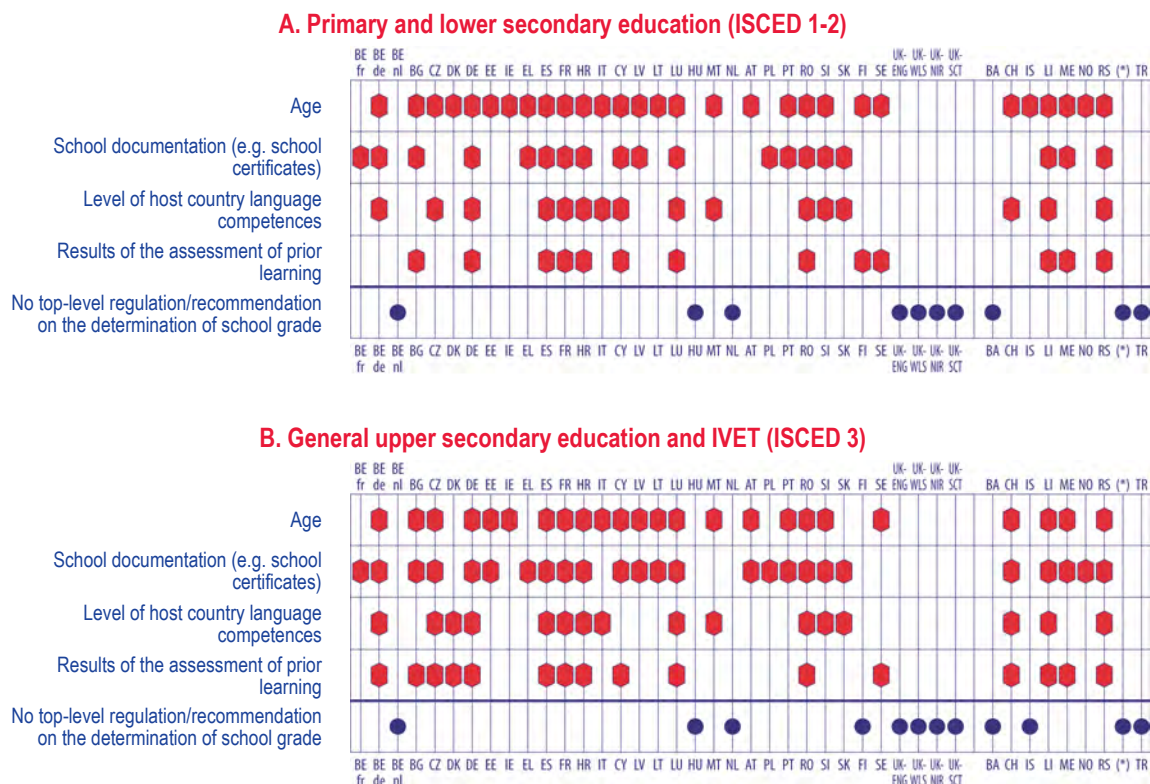 A. Primary and lower secondary education (ISCED 1-2)
BE BE BE UK- UK- UK- UK-
fr de nl BG CZ DK DE EE IE EL ES FR HR IT CY LV LT LU HU MT NL AT PL PT RO SI SK FI SE ENG WLS NIR SCT BA CH IS LI ME NO RS (*) TR
Age
School documentation (e.g. school
certificates)
Level of host country language
competences
Results of the assessment of prior
learning
No top-level regulation/recommendation
on the determination of school grade
BE BE BE BG CZ DK DE EE IE EL ES FR HR IT CY LV LT LU HU MT NL AT PL PT RO SI SK FI SE UK- UK- UK- UK- BA CH IS LI ME NO RS (*) TR
fr de nl ENG WLS NIR SCT
B. General upper secondary education and IVET (ISCED 3)
BE BE BE UK- UK- UK- UK-
fr de nl BG CZ DK DE EE IE EL ES FR HR IT CY LV LT LU HU MT NL AT PL PT RO SI SK FI SE ENG WLS NIR SCT BA CH IS LI ME NO RS (*) TR
Age
School documentation (e.g. school
certificates)
Level of host country language
competences
Results of the assessment of prior
learning
No top-level regulation/recommendation
on the determination of school grade
BE BE BE BG CZ DK DE EE IE EL ES FR HR IT CY LV LT LU HU MT NL AT PL PT RO SI SK FI SE UK- UK- UK- UK- BA CH IS LI ME NO RS (*) TR
fr de nl ENG WLS NIR SCT